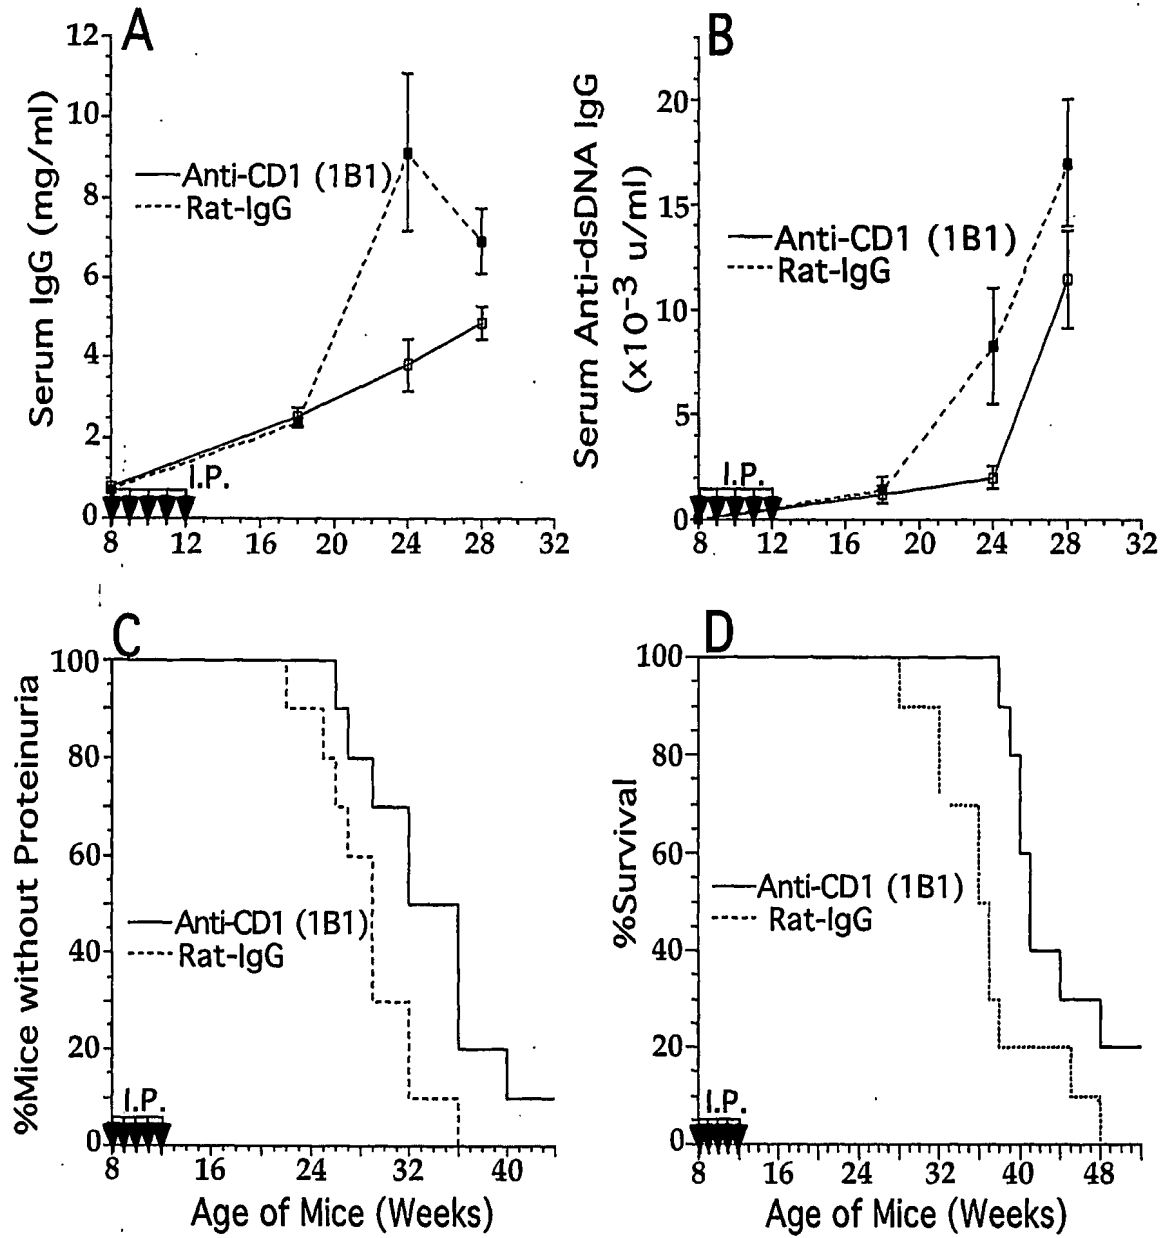 A
12
10
8
6
4
2
0
Serum IgG (mg/ml)
Anti-CD1 (1B1)
Rat-IgG
I.P.
8 12 16 20 24 28 32
B
20
15
10
5
0
Serum Anti-dsDNA IgG
(x10⁻³ u/ml)
Anti-CD1 (1B1)
Rat-IgG
I.P.
8 12 16 20 24 28 32
C
100
80
60
40
20
0
%Mice without Proteinuria
Anti-CD1 (1B1)
Rat-IgG
I.P.
8 16 24 32 40
Age of Mice (Weeks)
D
100
80
60
40
20
0
%Survival
Anti-CD1 (1B1)
Rat-IgG
I.P.
8 16 24 32 40 48
Age of Mice (Weeks)